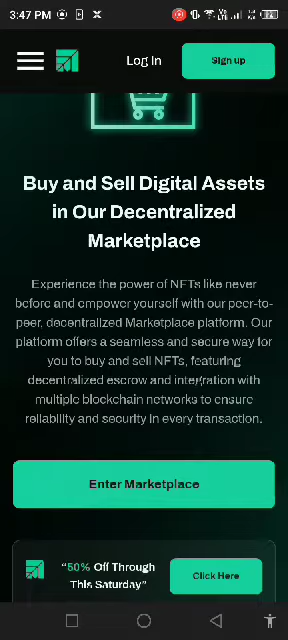 3:47 PM
Log in
Sign up
Buy and Sell Digital Assets
in Our Decentralized
Marketplace
Experience the power of NFTs like never
before and empower yourself with our peer-to-
peer, decentralized Marketplace platform. Our
platform offers a seamless and secure way for
you to buy and sell NFTs, featuring
decentralized escrow and integration with
multiple blockchain networks to ensure
reliability and security in every transaction.
Enter Marketplace
“50% Off Through
This Saturday”
Click Here